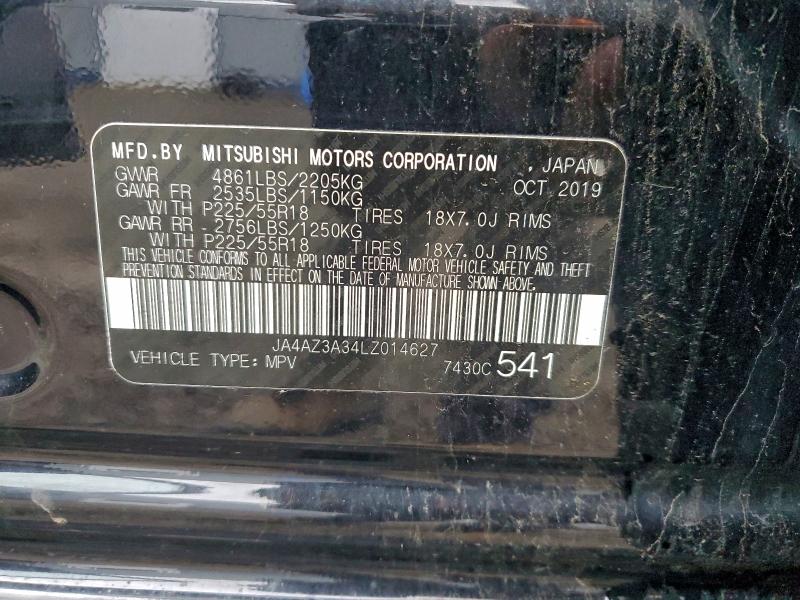 MFD.BY MITSUBISHI MOTORS CORPORATION , JAPAN
GVWR 4861LBS/2205KG OCT.2019
GAWR FR 2535LBS/1150KG
WITH P225/55R18 TIRES 18X7.0J RIMS
GAWR RR 2756LBS/1250KG
WITH P225/55R18 TIRES 18X7.0J RIMS
THIS VEHICLE CONFORMS TO ALL APPLICABLE FEDERAL MOTOR VEHICLE SAFETY AND THEFT
PREVENTION STANDARDS IN EFFECT ON THE DATE OF MANUFACTURE SHOWN ABOVE.
JA4AZ3A34LZ014627
VEHICLE TYPE: MPV 7430C 541